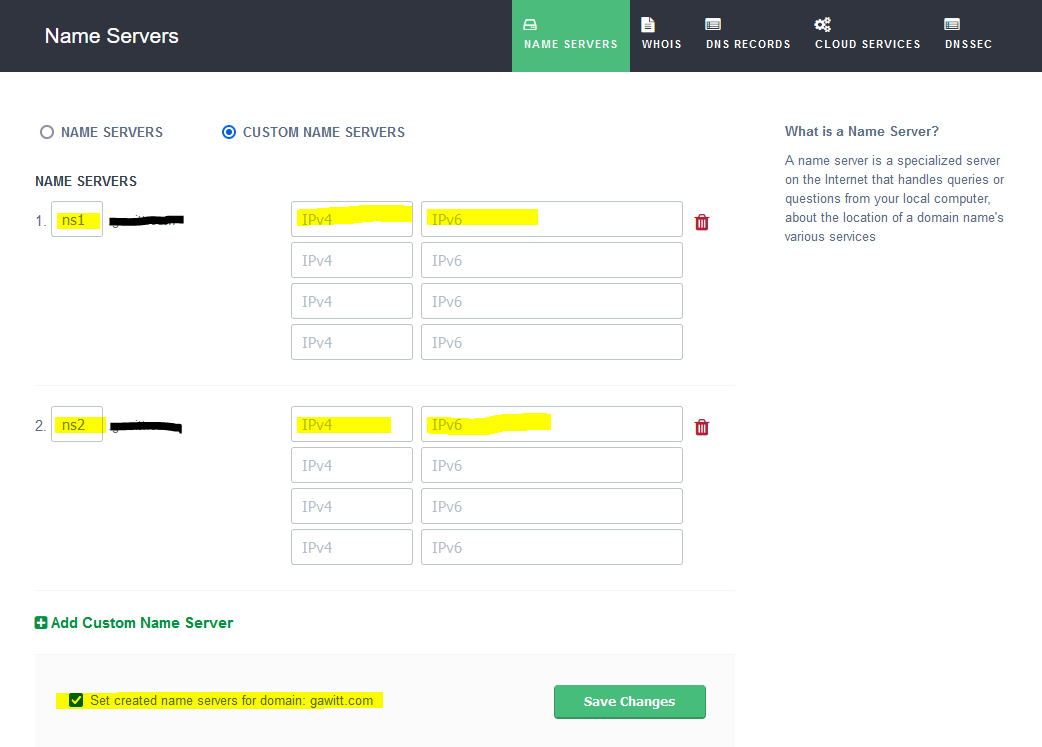 Name Servers
NAME SERVERS
WHOIS
DNS RECORDS
CLOUD SERVICES
DNSSEC
NAME SERVERS
CUSTOM NAME SERVERS
NAME SERVERS
1. ns1 IPv4 IPv6
IPv4 IPv6
IPv4 IPv6
IPv4 IPv6
2. ns2 IPv4 IPv6
IPv4 IPv6
IPv4 IPv6
IPv4 IPv6
Add Custom Name Server
Set created name servers for domain: gawitt.com
Save Changes
What is a Name Server?
A name server is a specialized server
on the Internet that handles queries or
questions from your local computer,
about the location of a domain name's
various services